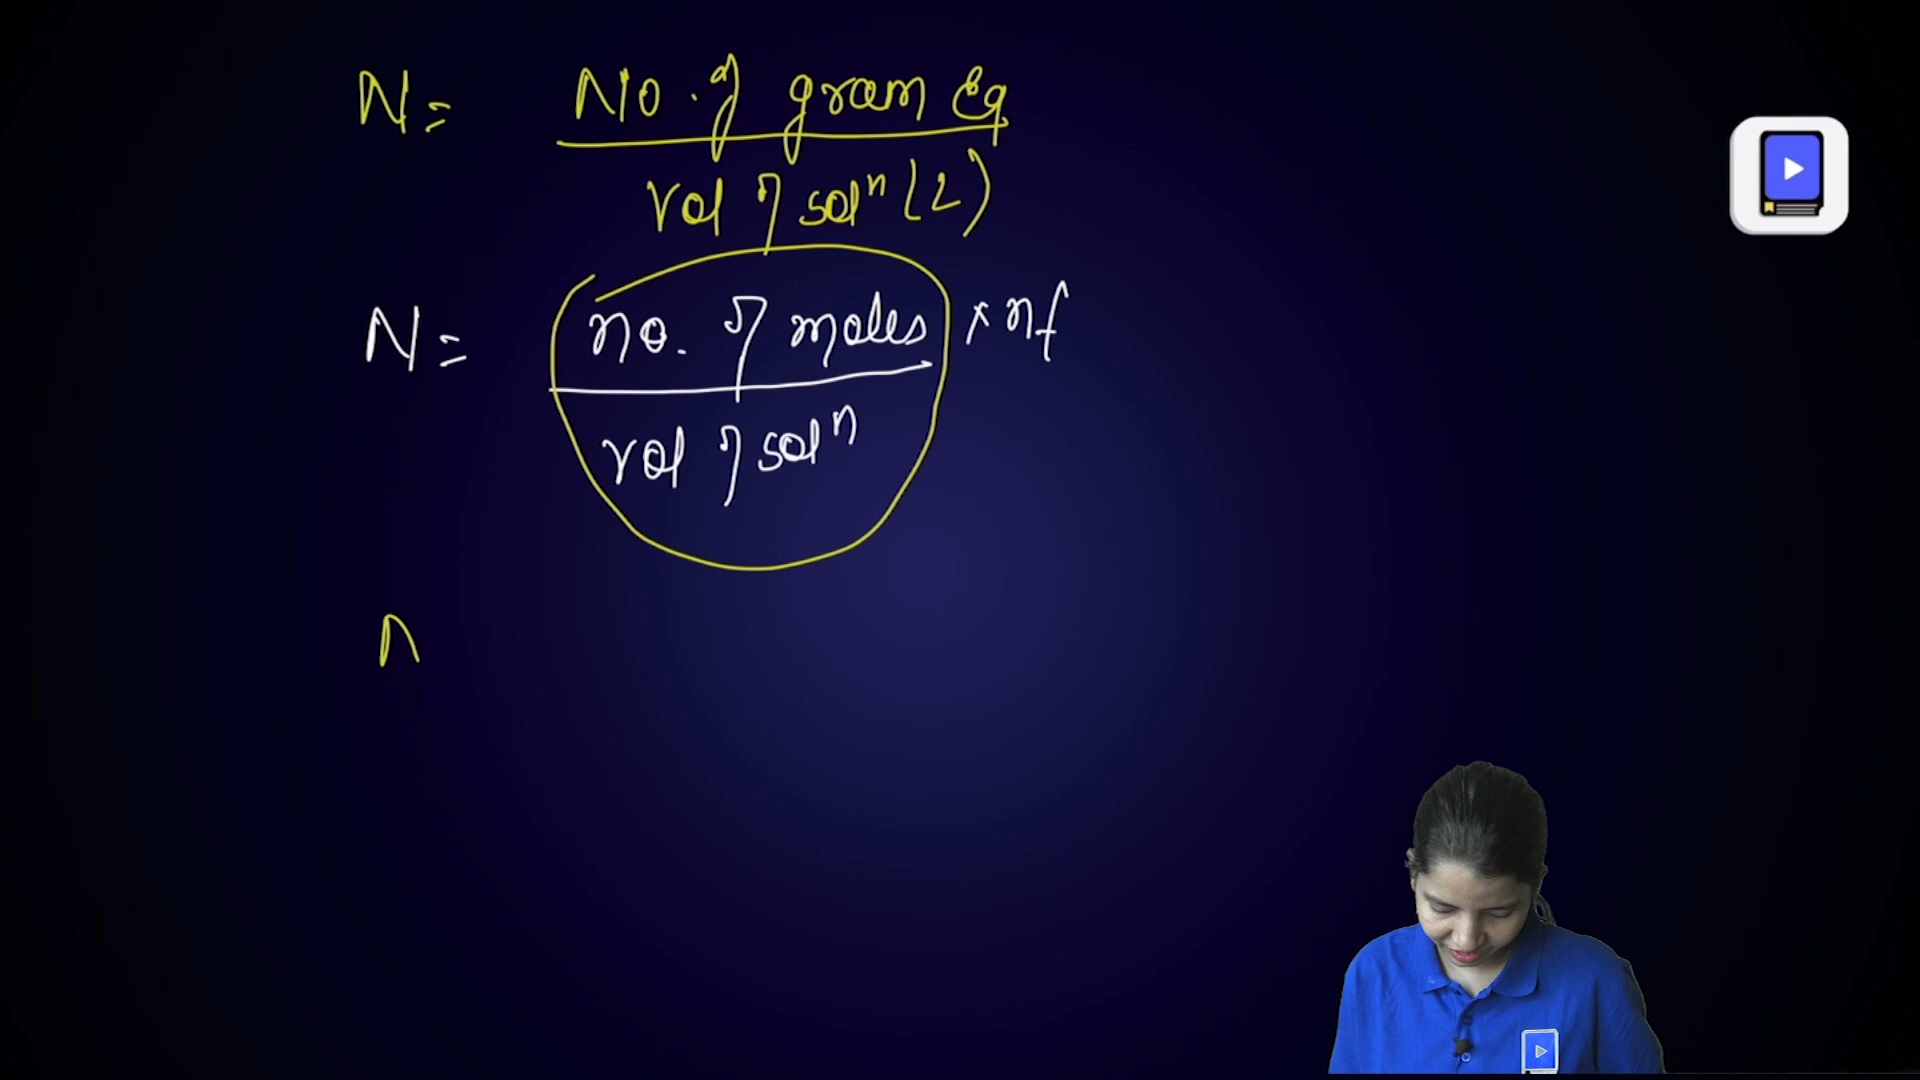 N = No. of gram Eq
vol of solⁿ (L)
N = no. of moles × nf
vol of solⁿ
N